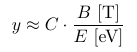 y ≈ C · B [T] / E [eV]